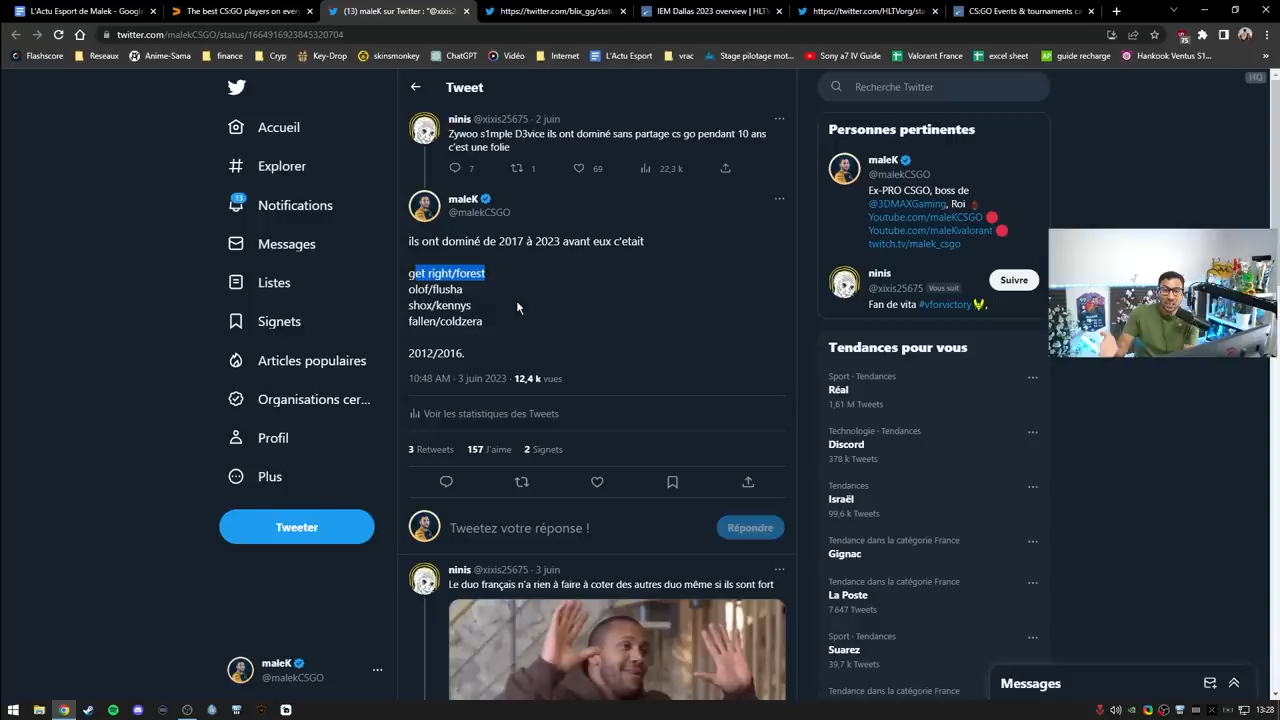 L'Actu Esport de Malek - Google
The best CS:GO players on every
(13) maleK sur Twitter : "@xixis2
https://twitter.com/blix_gg/stat
IEM Dallas 2023 overview | HLT
https://twitter.com/HLTVorg/sta
CS:GO Events & tournaments ca
twitter.com/malekCSGO/status/1664916923845320704
Flashscore
Reseaux
Anime-Sama
finance
Cryp
Key-Drop
skinsmonkey
ChatGPT
Vidéo
Internet
L'Actu Esport
vrac
Stage pilotage mot...
Sony a7 IV Guide
Valorant France
excel sheet
guide recharge
Hankook Ventus S1...
HQ
Accueil
Explorer
13
Notifications
Messages
Listes
Signets
Articles populaires
Organisations cer...
Profil
Plus
Tweeter
maleK
@malekCSGO
Tweet
ninis @xixis25675 · 2 juin
Zywoo s1mple D3vice ils ont dominé sans partage cs go pendant 10 ans
c'est une folie
7
1
69
22,3 k
maleK
@malekCSGO
ils ont dominé de 2017 à 2023 avant eux c'etait
get right/forest
olof/flusha
shox/kennys
fallen/coldzera
2012/2016.
10:48 AM · 3 juin 2023 · 12,4 k vues
Voir les statistiques des Tweets
3 Retweets 157 J'aime 2 Signets
Tweetez votre réponse !
Répondre
ninis @xixis25675 · 3 juin
Le duo français n'a rien à faire à coter des autres duo même si ils sont fort
Recherche Twitter
Personnes pertinentes
maleK
@malekCSGO
Ex-PRO CSGO, boss de
@3DMAXGaming, Roi
Youtube.com/maleKCSGO
Youtube.com/maleKvalorant
twitch.tv/malek_csgo
ninis
@xixis25675 Vous suit
Suivre
Fan de vita #vforvictory ,
Tendances pour vous
Sport · Tendances
Réal
1,61 M Tweets
Technologie · Tendances
Discord
378 k Tweets
Tendances
Israël
99,6 k Tweets
Tendance dans la catégorie France
Gignac
Tendance dans la catégorie France
La Poste
7 647 Tweets
Sport · Tendances
Suarez
39,7 k Tweets
Tendance dans la catégorie France
Messages
13:28